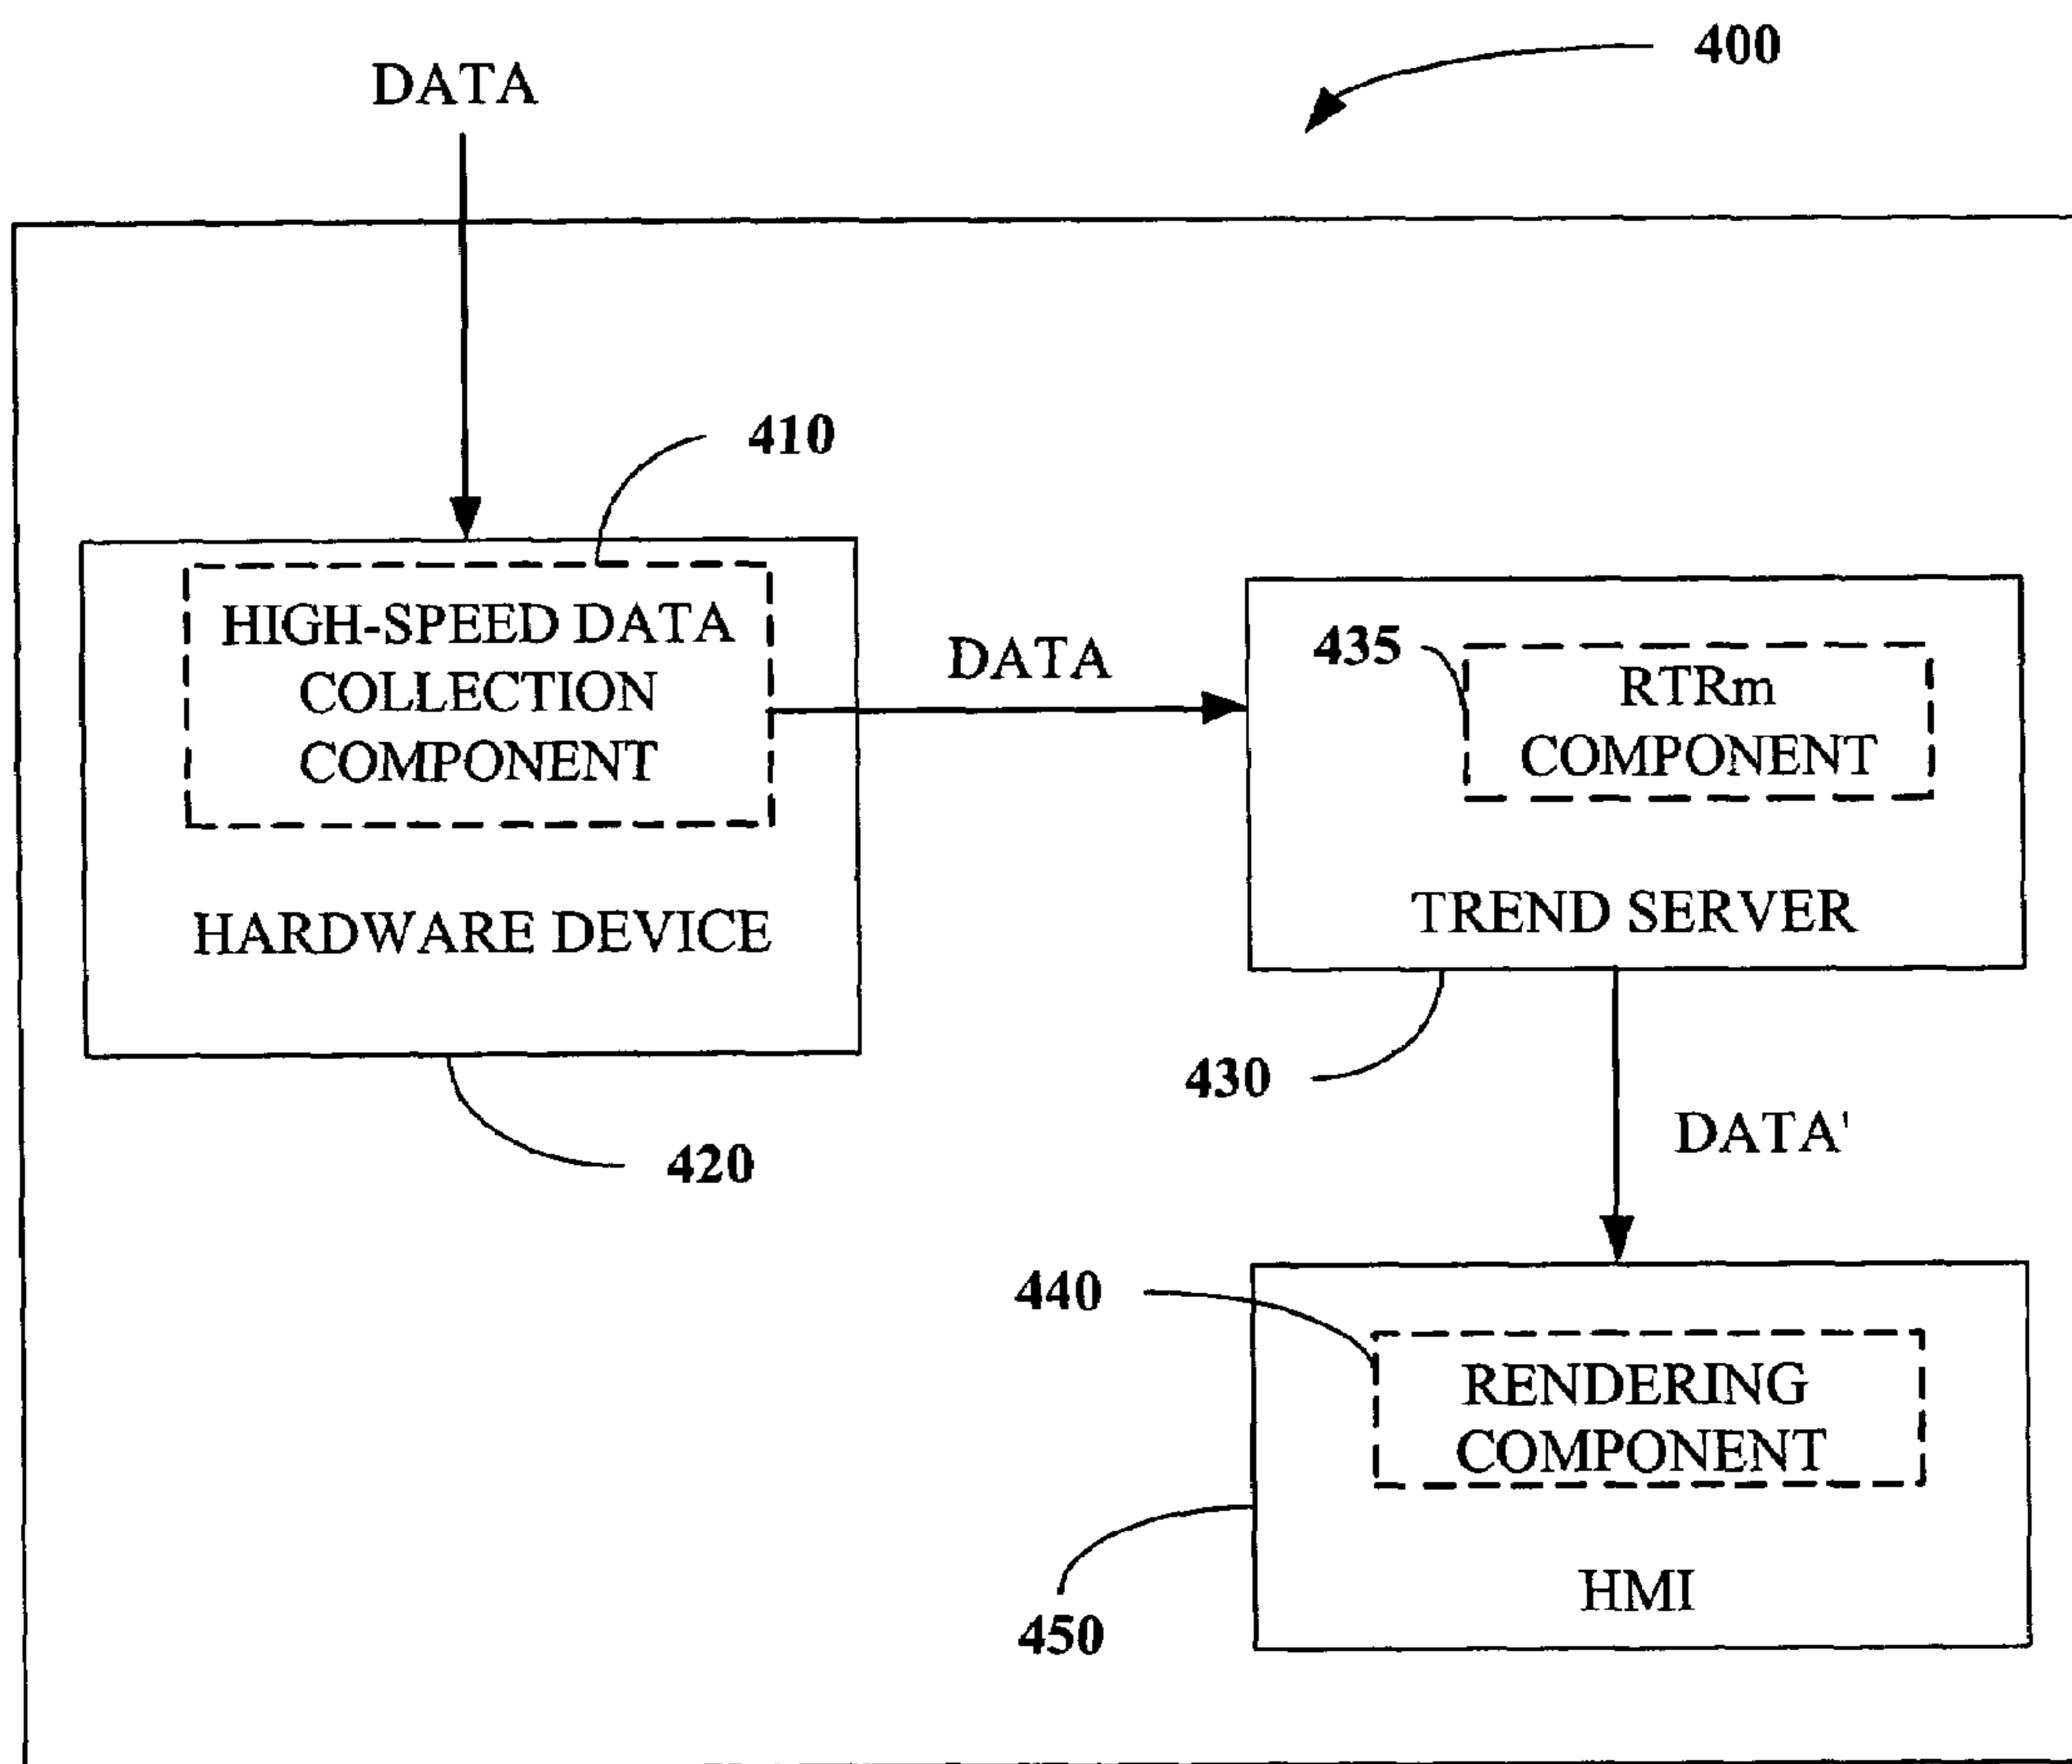 400
DATA
410
HIGH-SPEED DATA
COLLECTION
COMPONENT
HARDWARE DEVICE
420
DATA
435
RTRm
COMPONENT
TREND SERVER
430
DATA'
440
RENDERING
COMPONENT
HMI
450